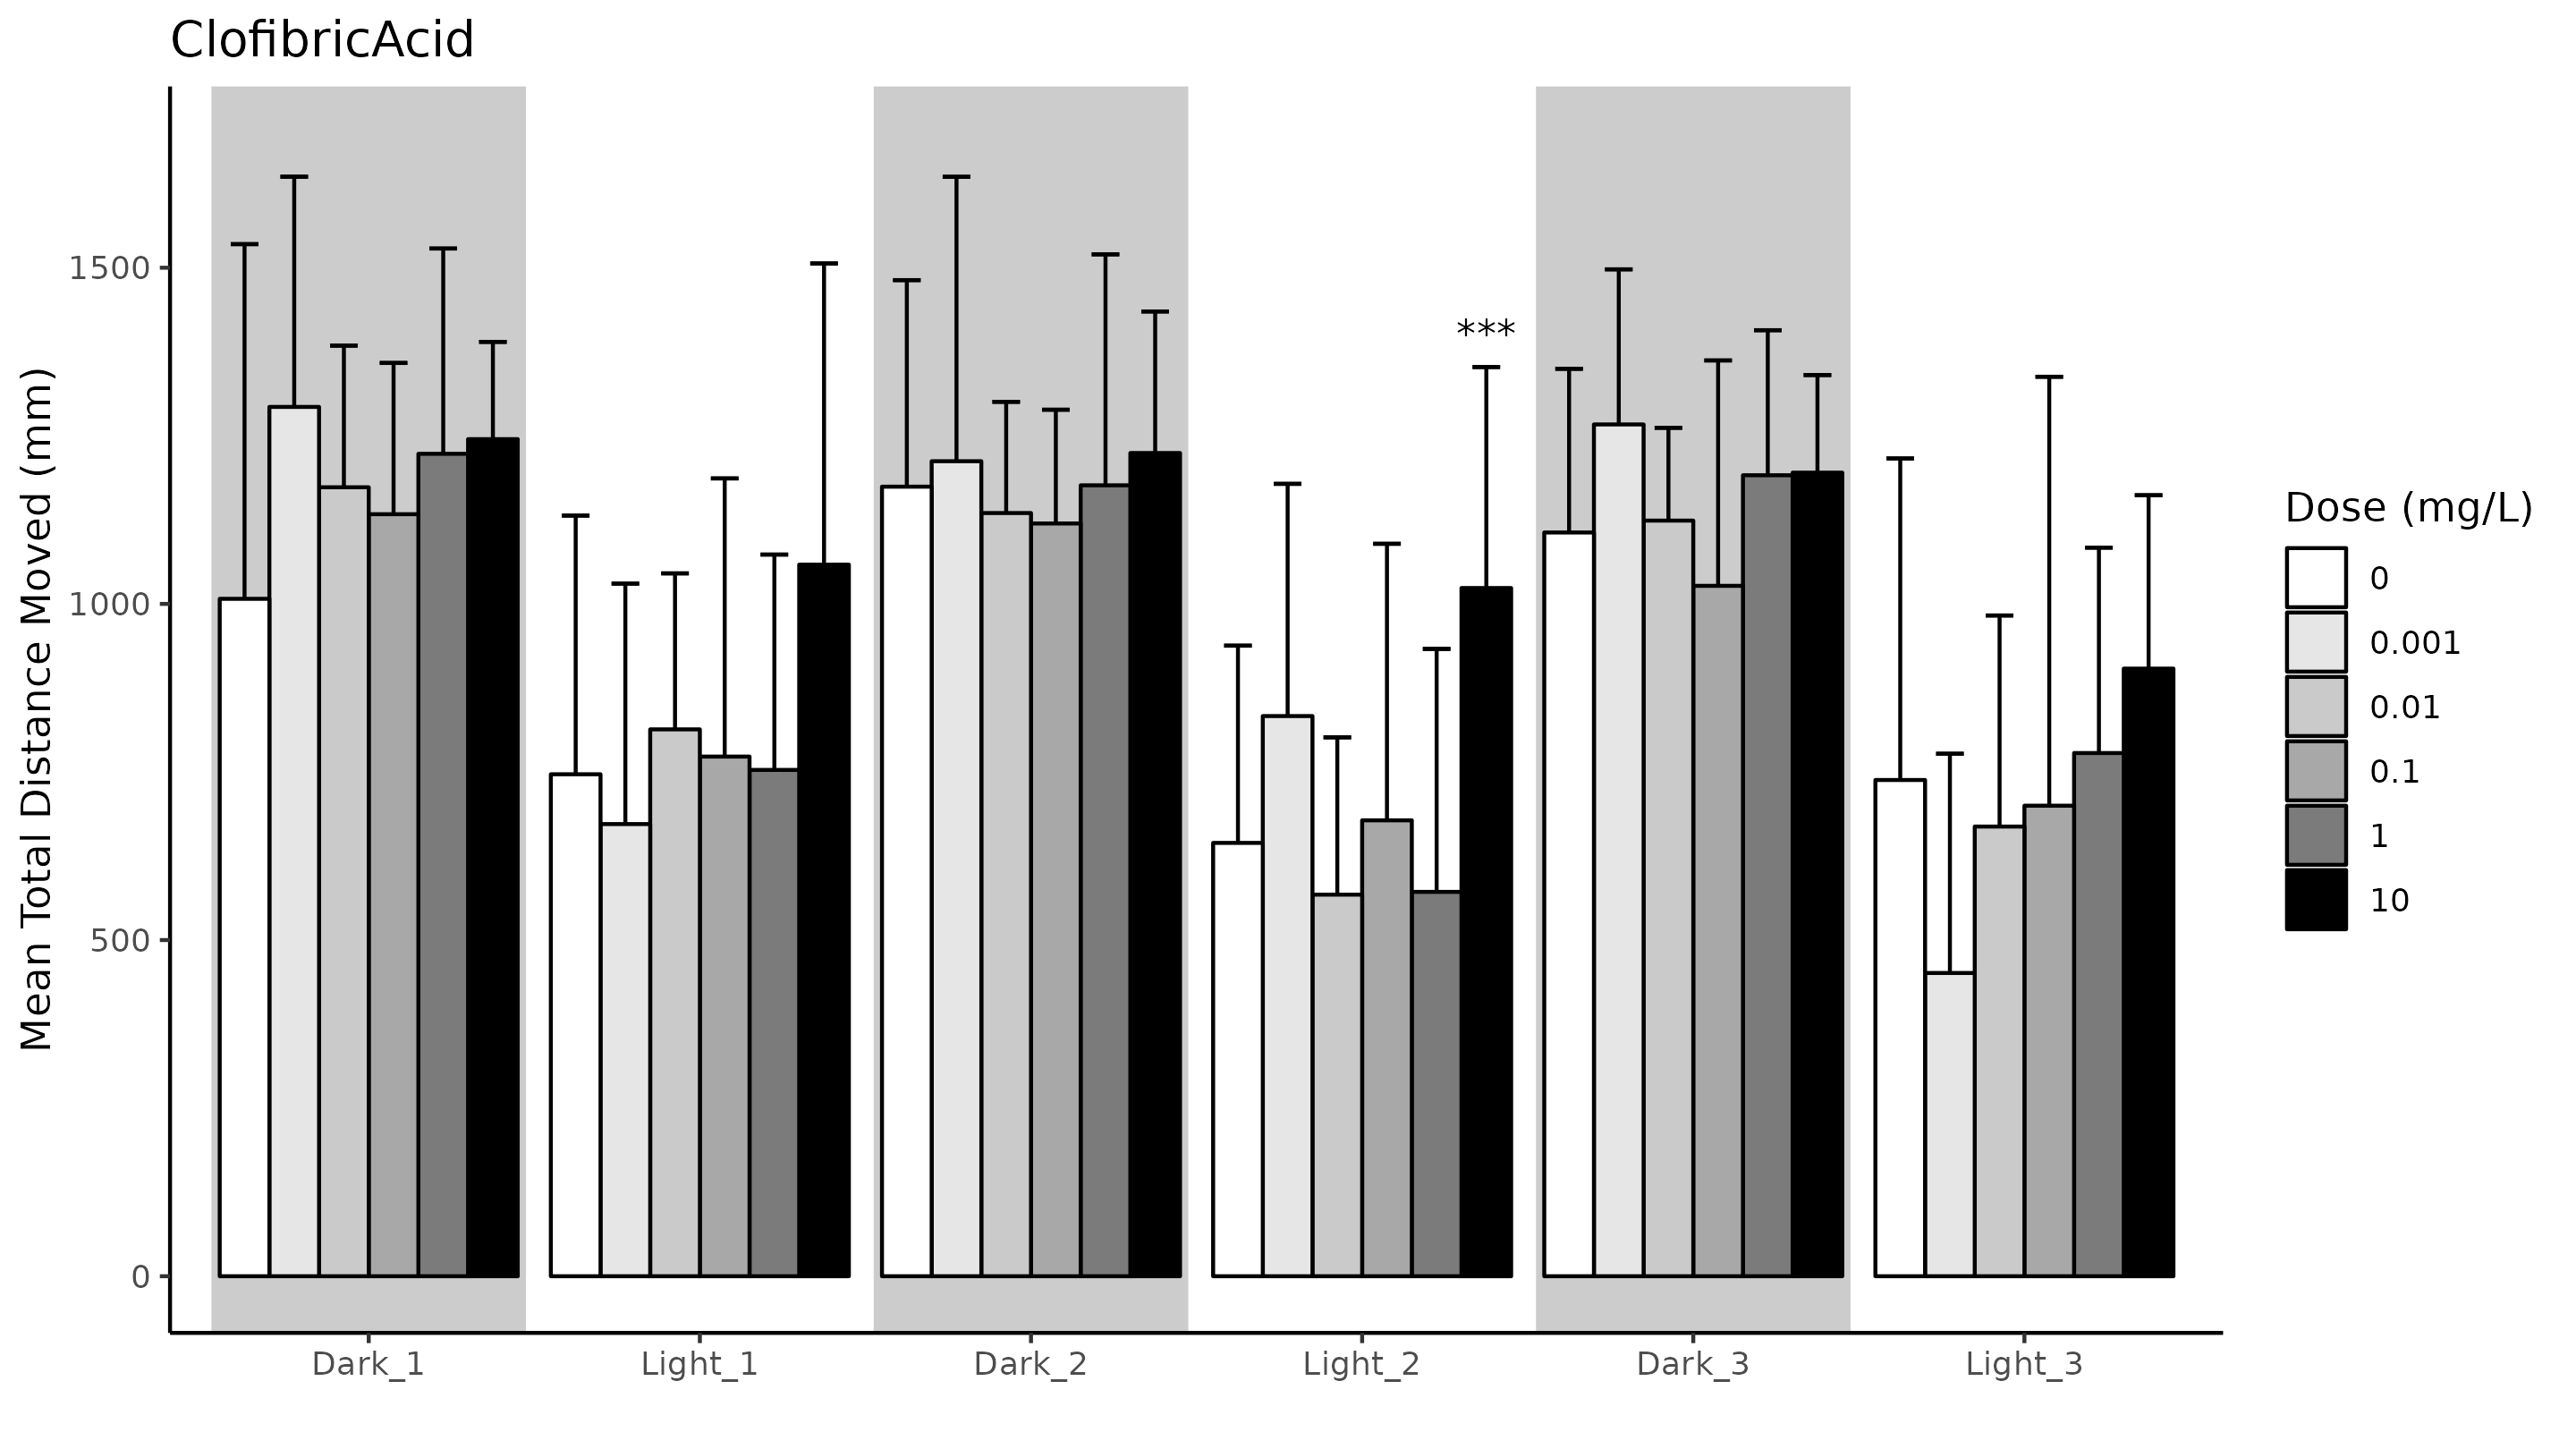 ClofibricAcid
Mean Total Distance Moved (mm)
1500
1000
500
0
***
Dark_1
Light_1
Dark_2
Light_2
Dark_3
Light_3
Dose (mg/L)
0
0.001
0.01
0.1
1
10